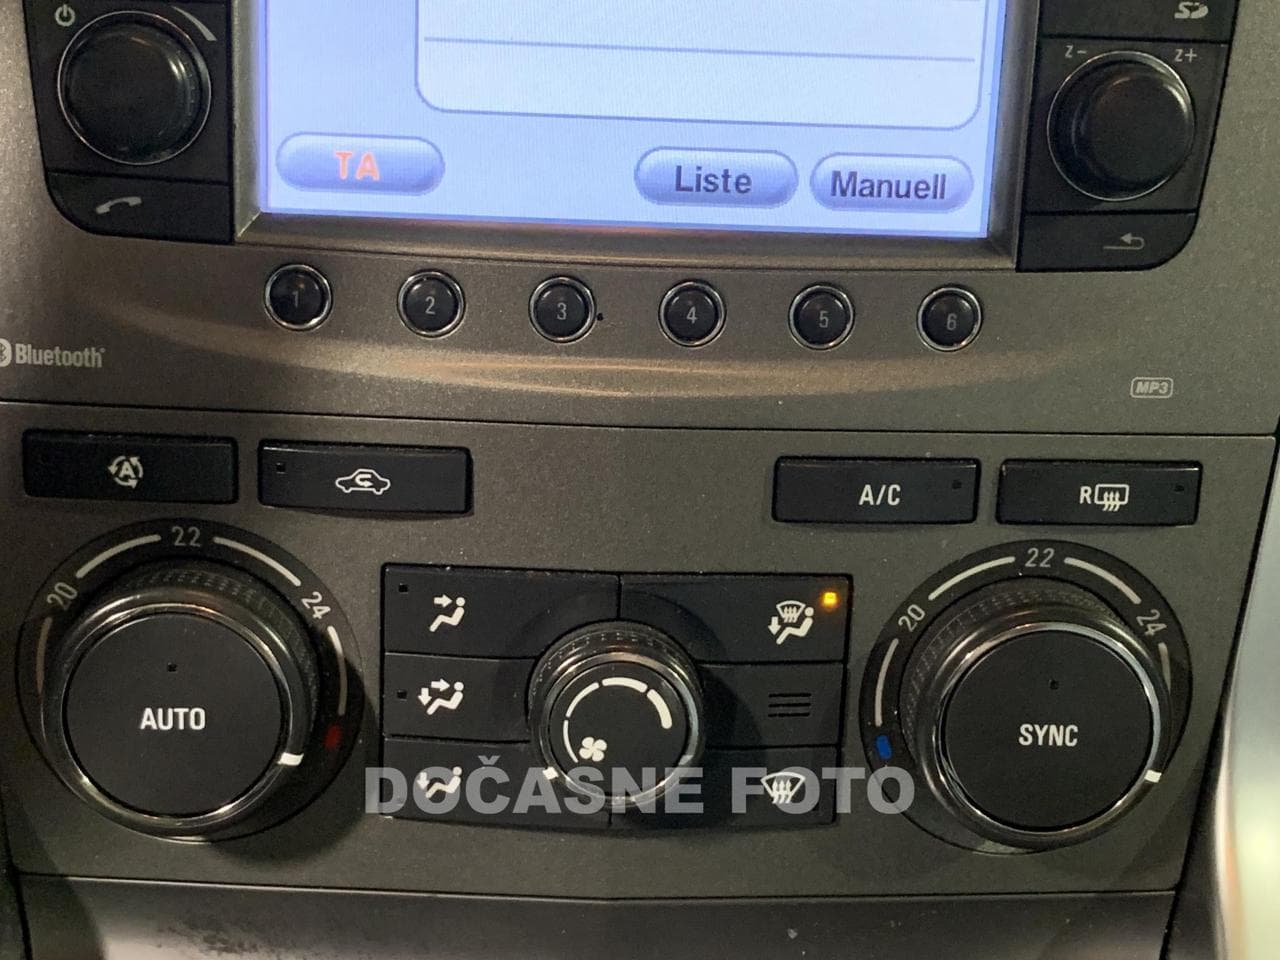 SD
Z- Z+
TA
Liste
Manuell
1 2 3 4 5 6
Bluetooth
MP3
A
A/C
R
20 22 24
20 22 24
AUTO
SYNC
DOČASNE FOTO